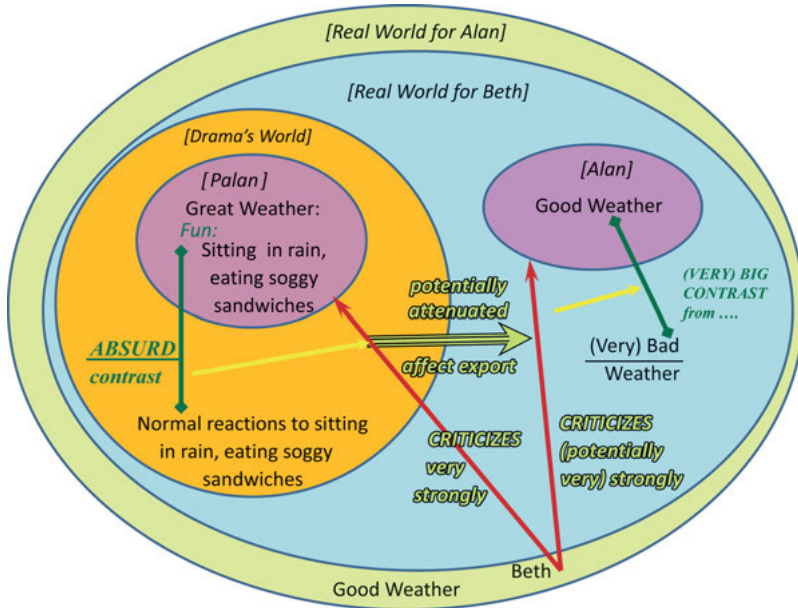 [Real World for Alan]
[Real World for Beth]
[Drama's World]
[Palan]
Great Weather:
Fun:
Sitting in rain,
eating soggy
sandwiches
ABSURD
contrast
Normal reactions to sitting
in rain, eating soggy
sandwiches
potentially
attenuated
affect export
[Alan]
Good Weather
(VERY) BIG
CONTRAST
from ....
(Very) Bad
Weather
CRITICIZES
very
strongly
CRITICIZES
(potentially
very) strongly
Beth
Good Weather